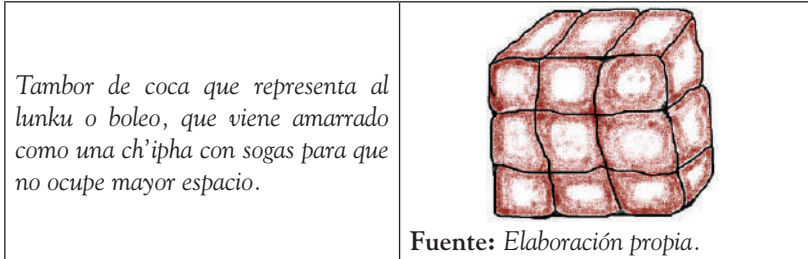 Tambor de coca que representa al
lunku o boleo, que viene amarrado
como una ch'ipha con sogas para que
no ocupe mayor espacio.
Fuente: Elaboración propia.